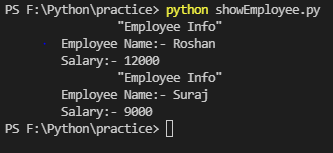 PS F:\Python\practice> python showEmployee.py
"Employee Info"
Employee Name:- Roshan
Salary:- 12000
"Employee Info"
Employee Name:- Suraj
Salary:- 9000
PS F:\Python\practice>